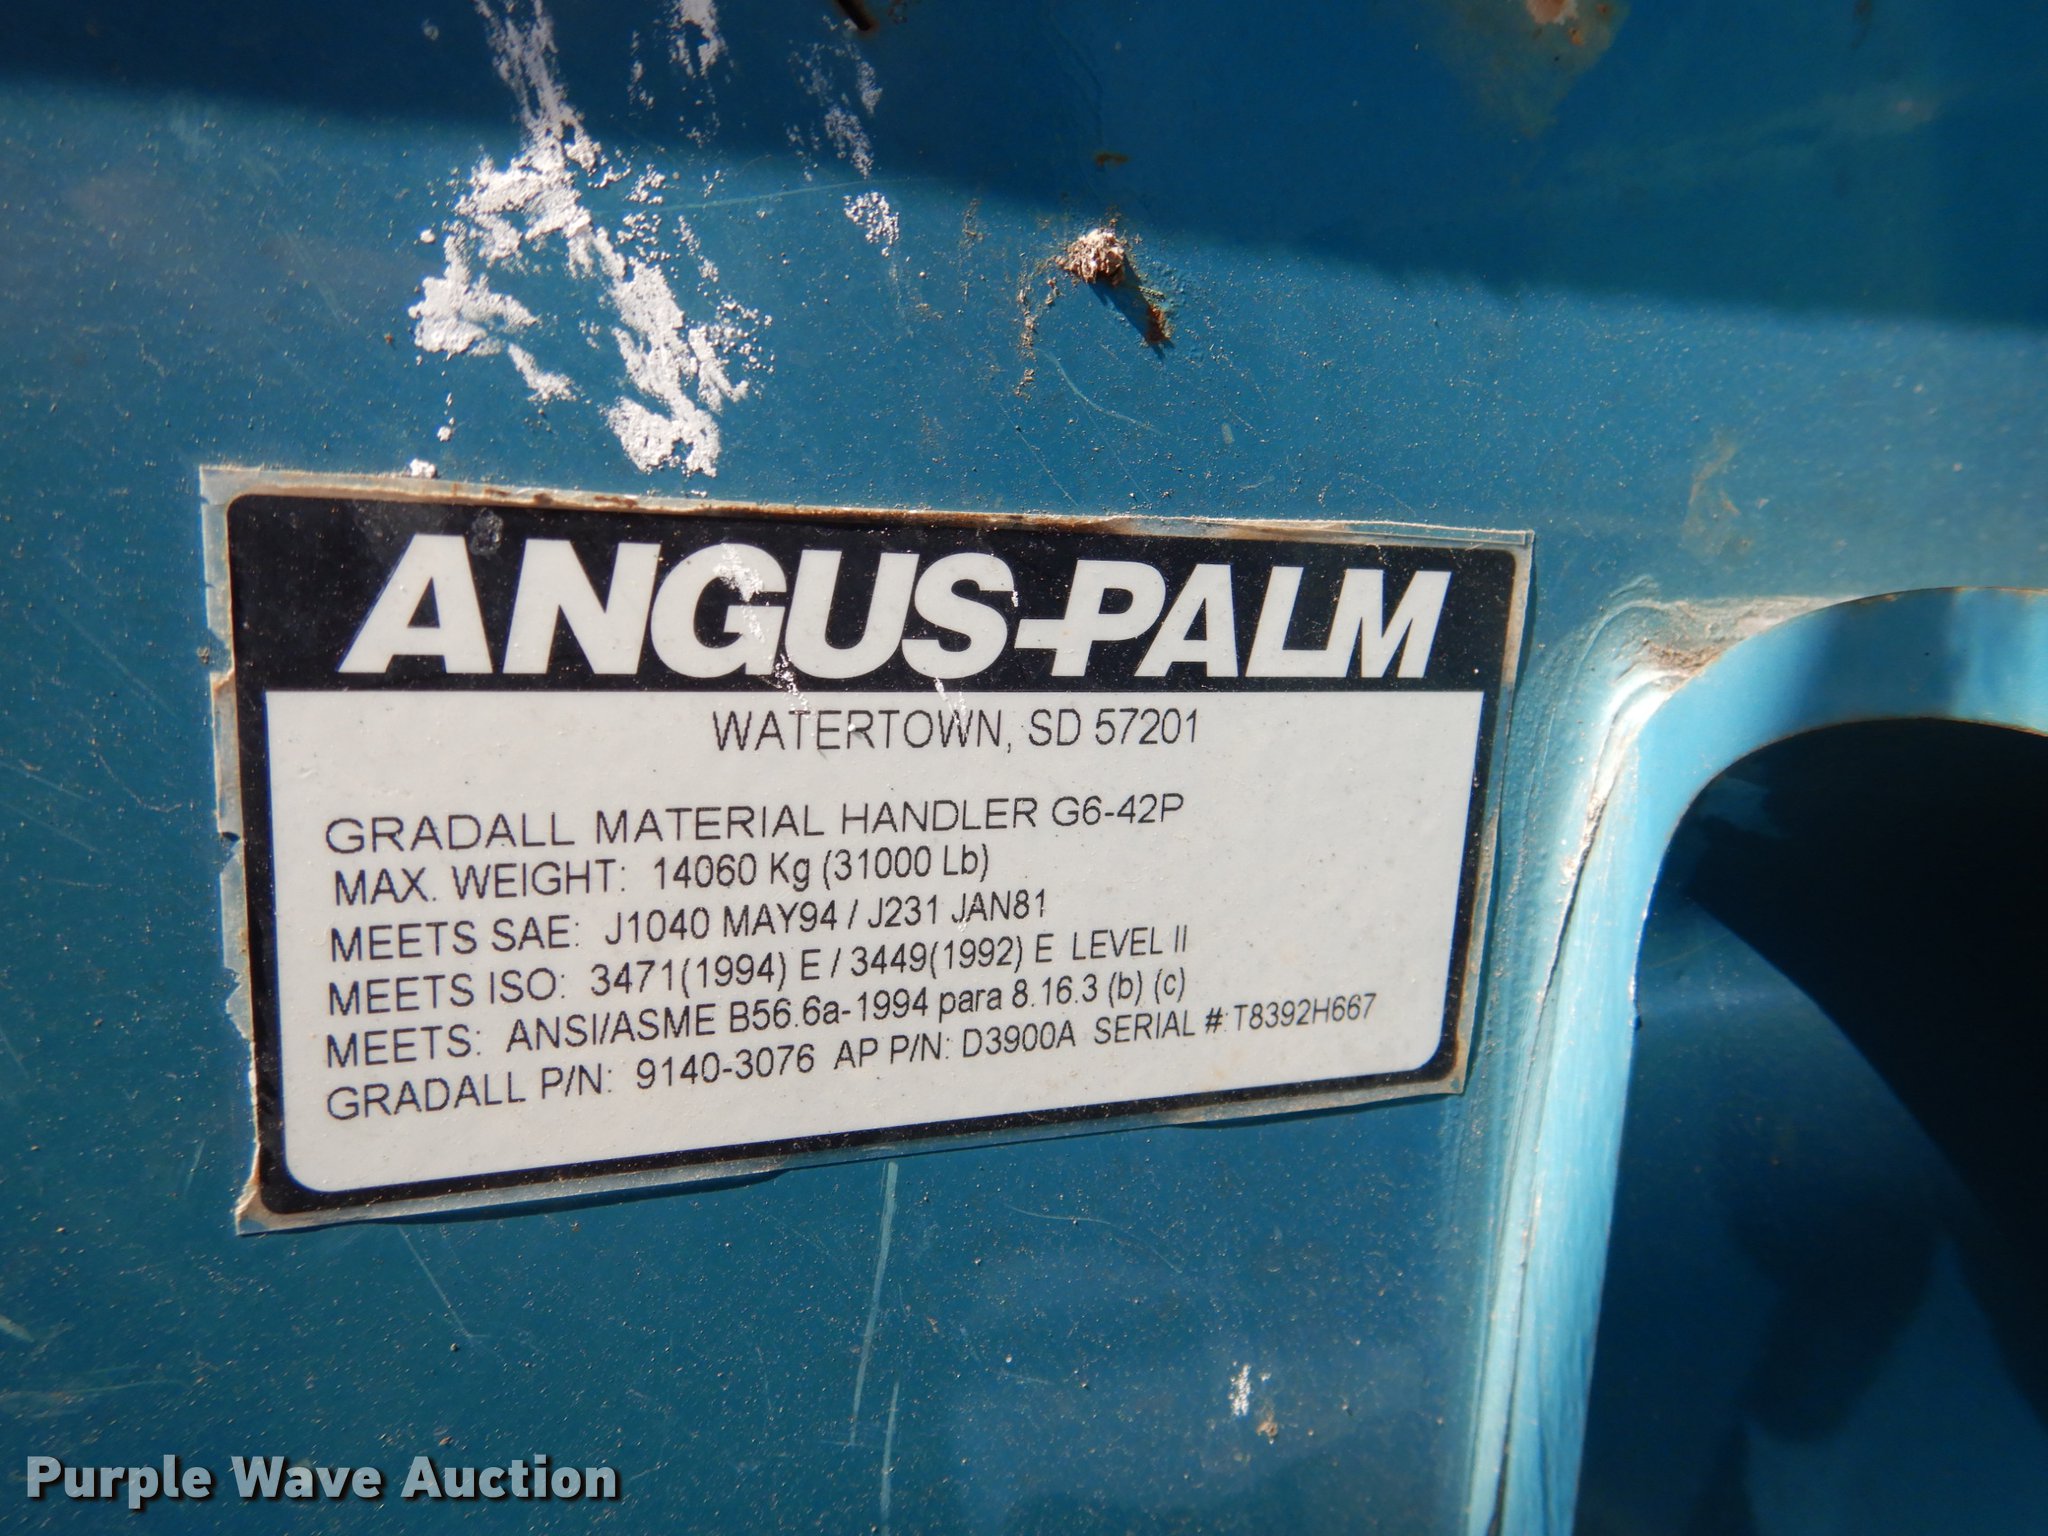 ANGUS-PALM
WATERTOWN, SD 57201
GRADALL MATERIAL HANDLER G6-42P
MAX. WEIGHT: 14060 Kg (31000 Lb)
MEETS SAE: J1040 MAY94 / J231 JAN81
MEETS ISO: 3471(1994) E / 3449(1992) E LEVEL II
MEETS: ANSI/ASME B56.6a-1994 para 8.16.3 (b) (c)
GRADALL P/N: 9140-3076 AP P/N: D3900A SERIAL #:T8392H667
Purple Wave Auction